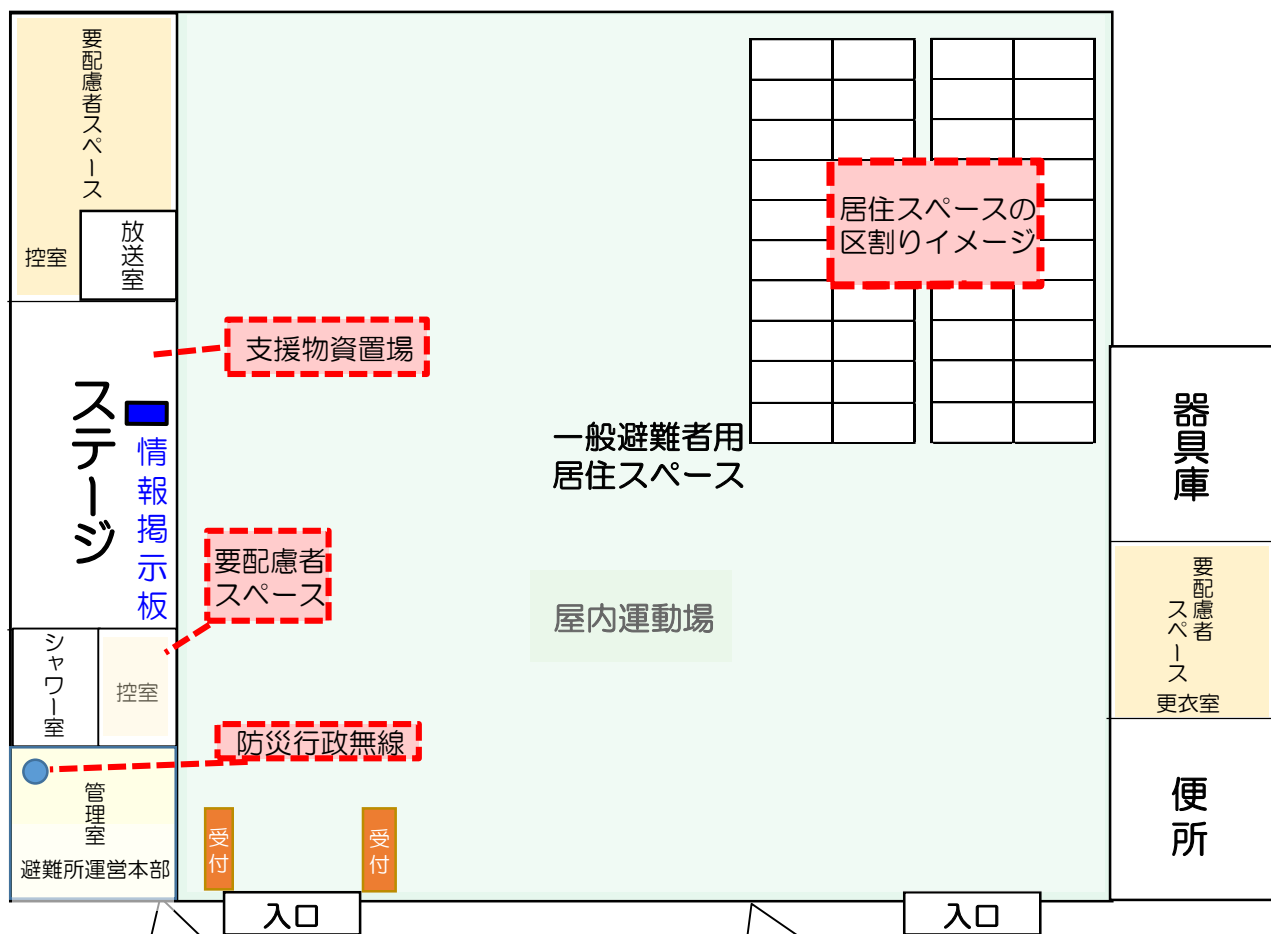 要配慮者スペース
控室
放送室
居住スペースの
区割りイメージ
支援物資置場
ステージ
情報掲示板
一般避難者用
居住スペース
器具庫
要配慮者
スペース
屋内運動場
要配慮者
スペース
更衣室
シャワー室
控室
防災行政無線
管理室
避難所運営本部
受付
受付
便所
入口
入口